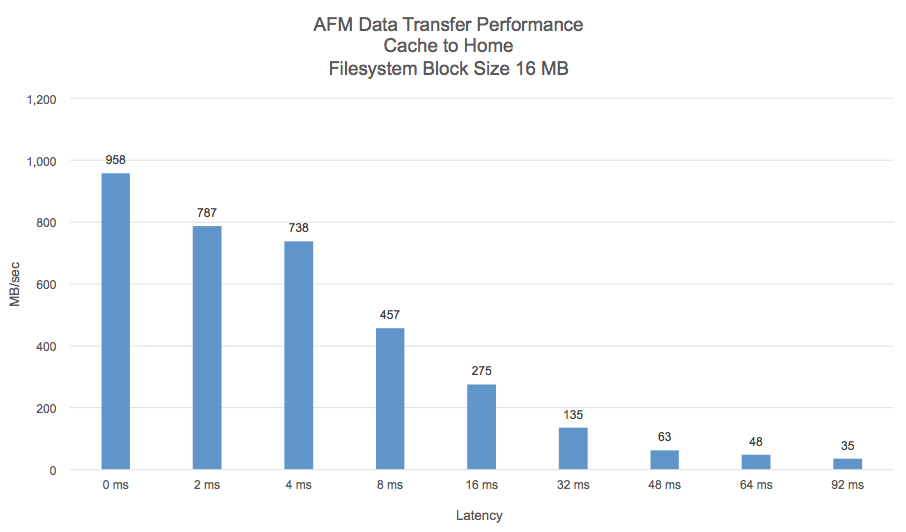 AFM Data Transfer Performance
Cache to Home
Filesystem Block Size 16 MB
1,200
1,000
800
600
400
200
0
MB/sec
958
787
738
457
275
135
63
48
35
0 ms
2 ms
4 ms
8 ms
16 ms
32 ms
48 ms
64 ms
92 ms
Latency